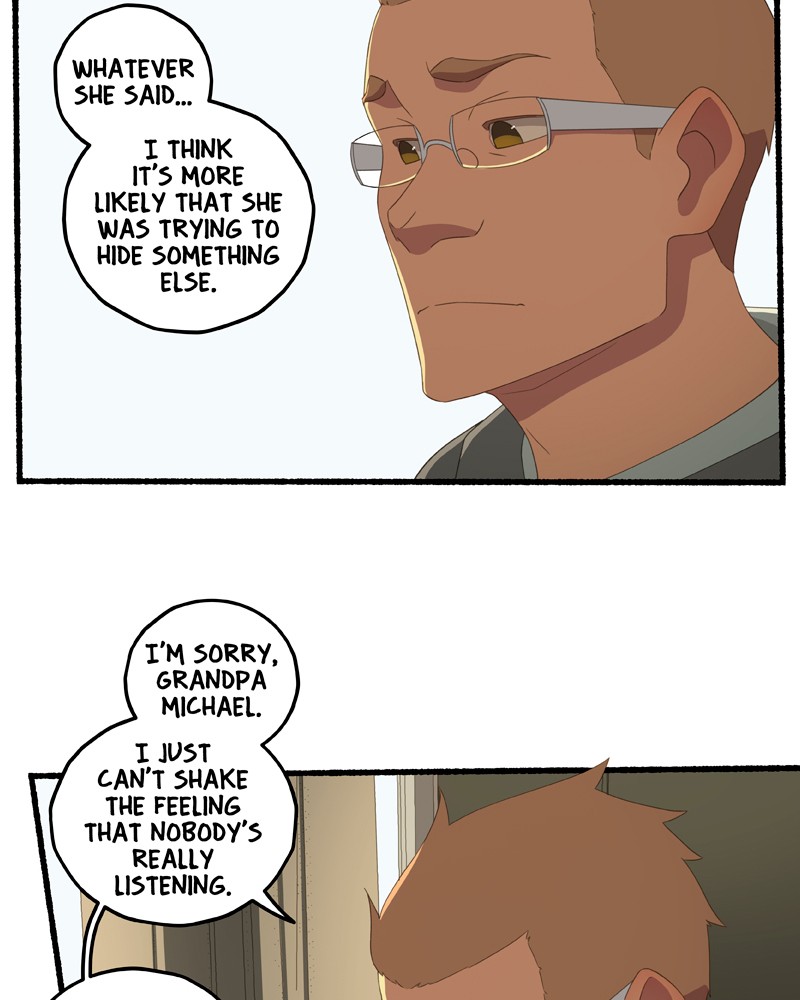 WHATEVER
SHE SAID...
I THINK
IT'S MORE
LIKELY THAT SHE
WAS TRYING TO
HIDE SOMETHING
ELSE.
I'M SORRY,
GRANDPA
MICHAEL.
I JUST
CAN'T SHAKE
THE FEELING
THAT NOBODY'S
REALLY
LISTENING.